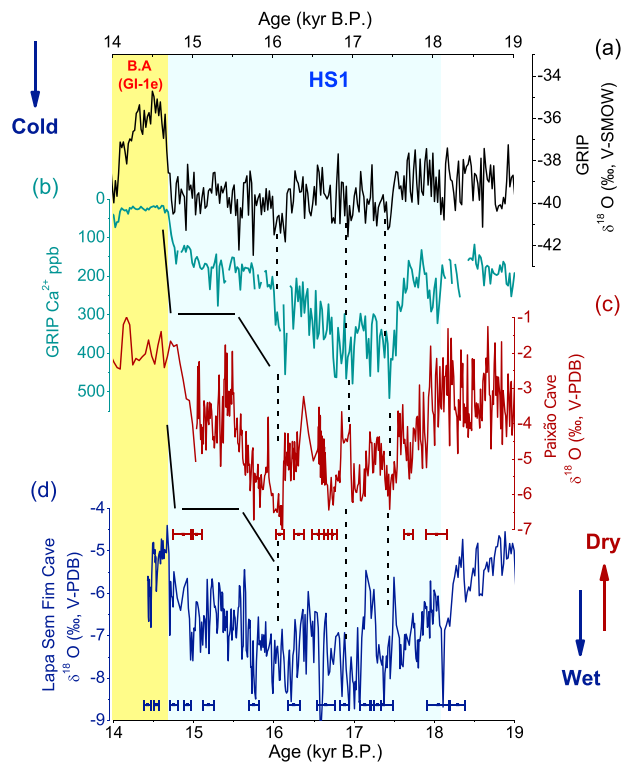 Age (kyr B.P.)
14 15 16 17 18 19
(a)
B.A
(GI-1e)
HS1
Cold
-34
-36
-38
-40
-42
GRIP
δ18 O (‰, V-SMOW)
(b)
0
100
200
300
400
500
GRIP Ca2+ ppb
(c)
-1
-2
-3
-4
-5
-6
-7
Paixão Cave
δ18 O (‰, V-PDB)
(d)
-4
-5
-6
-7
-8
-9
Lapa Sem Fim Cave
δ18 O (‰, V-PDB)
Dry
Wet
14 15 16 17 18 19
Age (kyr B.P.)